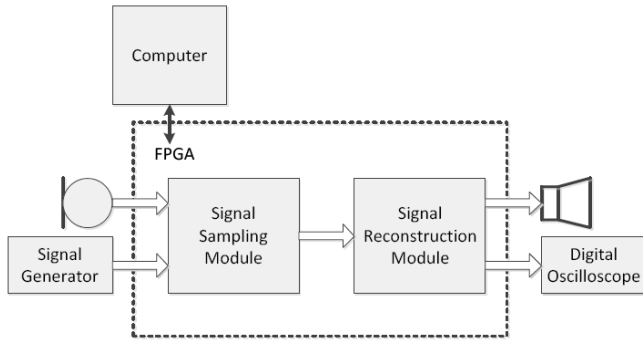 Computer
FPGA
Signal
Sampling
Module
Signal
Reconstruction
Module
Signal
Generator
Digital
Oscilloscope